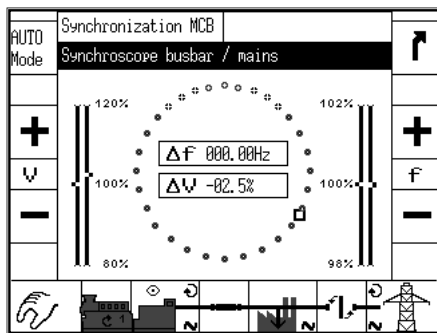 AUTO
Mode
Synchronization MCB
Synchroscope busbar / mains
120%
102%
+
+
Δf 000.00Hz
V
100%
ΔV -02.5%
100%
f
−
−
80%
98%
1